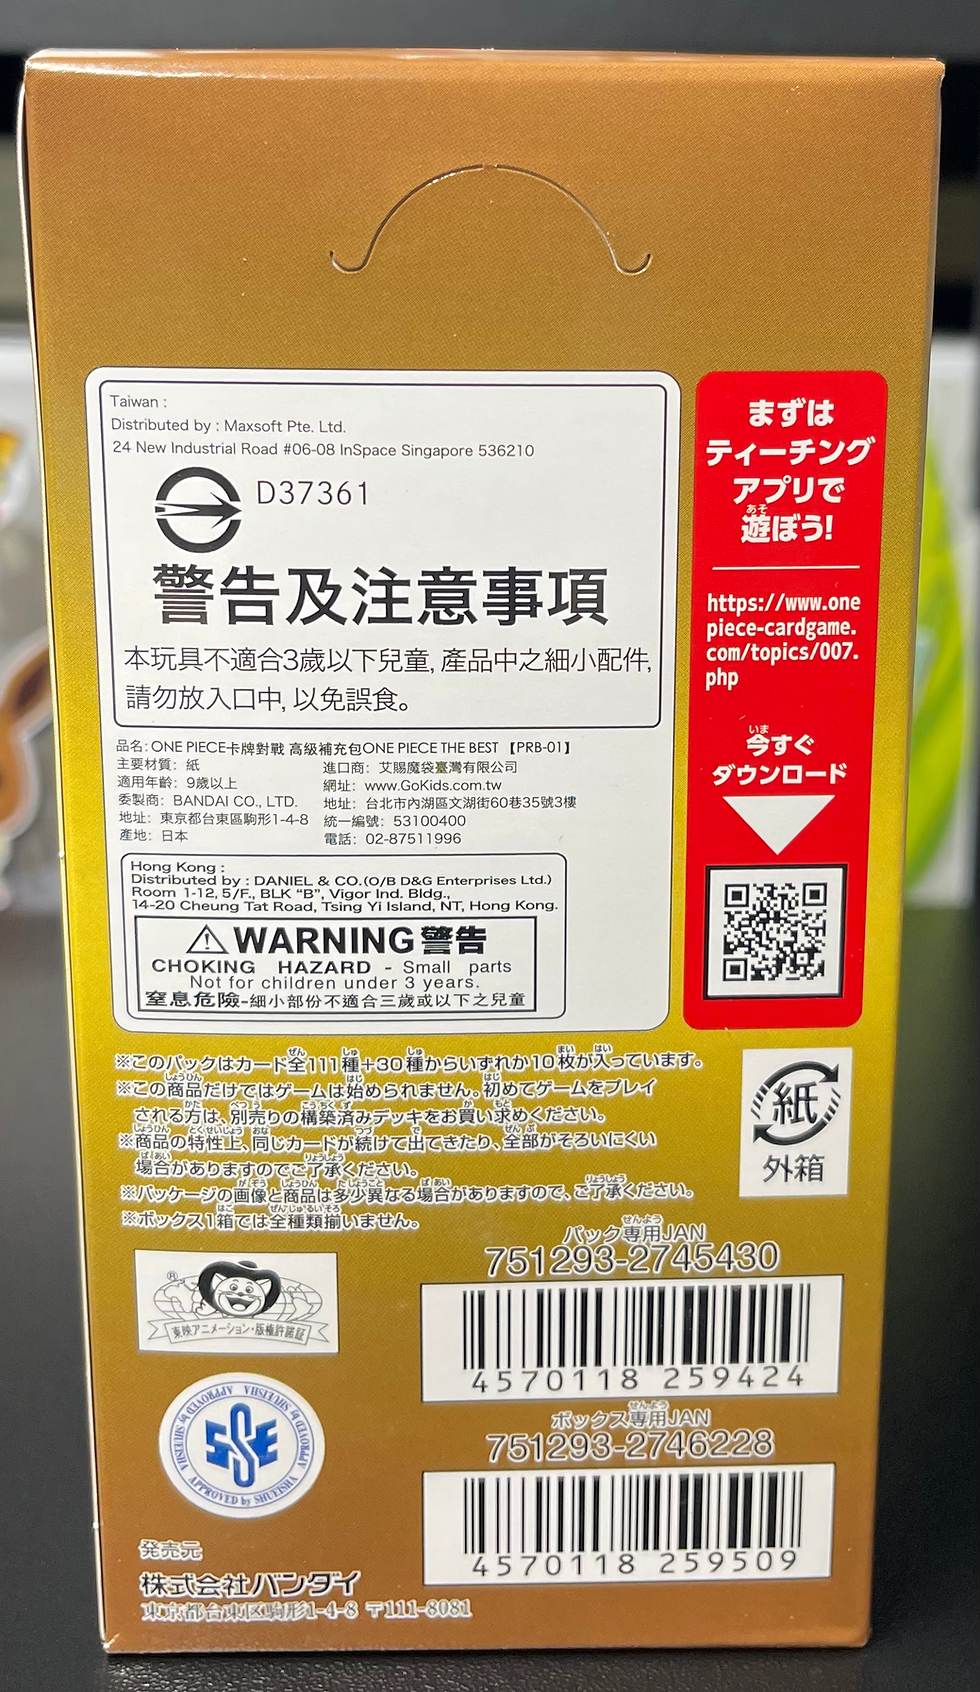 Taiwan :
Distributed by : Maxsoft Pte. Ltd.
24 New Industrial Road #06-08 InSpace Singapore 536210
D37361
警告及注意事項
本玩具不適合3歲以下兒童, 產品中之細小配件,
請勿放入口中, 以免誤食。
品名: ONE PIECE卡牌對戰 高級補充包ONE PIECE THE BEST 【PRB-01】
主要材質: 紙
適用年齡: 9歲以上
委製商: BANDAI CO., LTD.
地址: 東京都台東區駒形1-4-8
產地: 日本
進口商: 艾賜魔袋臺灣有限公司
網址: www.GoKids.com.tw
地址: 台北市內湖區文湖街60巷35號3樓
統一編號: 53100400
電話: 02-87511996
Hong Kong :
Distributed by : DANIEL & CO.(O/B D&G Enterprises Ltd.)
Room 1-12, 5/F., BLK “B”, Vigor Ind. Bldg.,
14-20 Cheung Tat Road, Tsing Yi Island, NT, Hong Kong.
WARNING 警告
CHOKING HAZARD - Small parts
Not for children under 3 years.
窒息危險-細小部份不適合三歲或以下之兒童
まずは
ティーチング
アプリで
遊ぼう!
https://www.one
piece-cardgame.
com/topics/007.
php
今すぐ
ダウンロード
※このパックはカード全111種+30種からいずれか10枚が入っています。
※この商品だけではゲームは始められません。初めてゲームをプレイ
される方は、別売りの構築済みデッキをお買い求めください。
※商品の特性上、同じカードが続けて出てきたり、全部がそろいにくい
場合がありますのでご了承ください。
※パッケージの画像と商品は多少異なる場合がありますので、ご了承ください。
※ボックス1箱では全種類揃いません。
紙
外箱
パック専用JAN
751293-2745430
4570118 259424
ボックス専用JAN
751293-2746228
4570118 259509
®
東映アニメーション・版権許諾証
APPROVED by SHUEISHA APPROVED by SHUEISHA APPROVED by SHUEISHA
SE
発売元
株式会社バンダイ
東京都台東区駒形1-4-8 〒111-8081